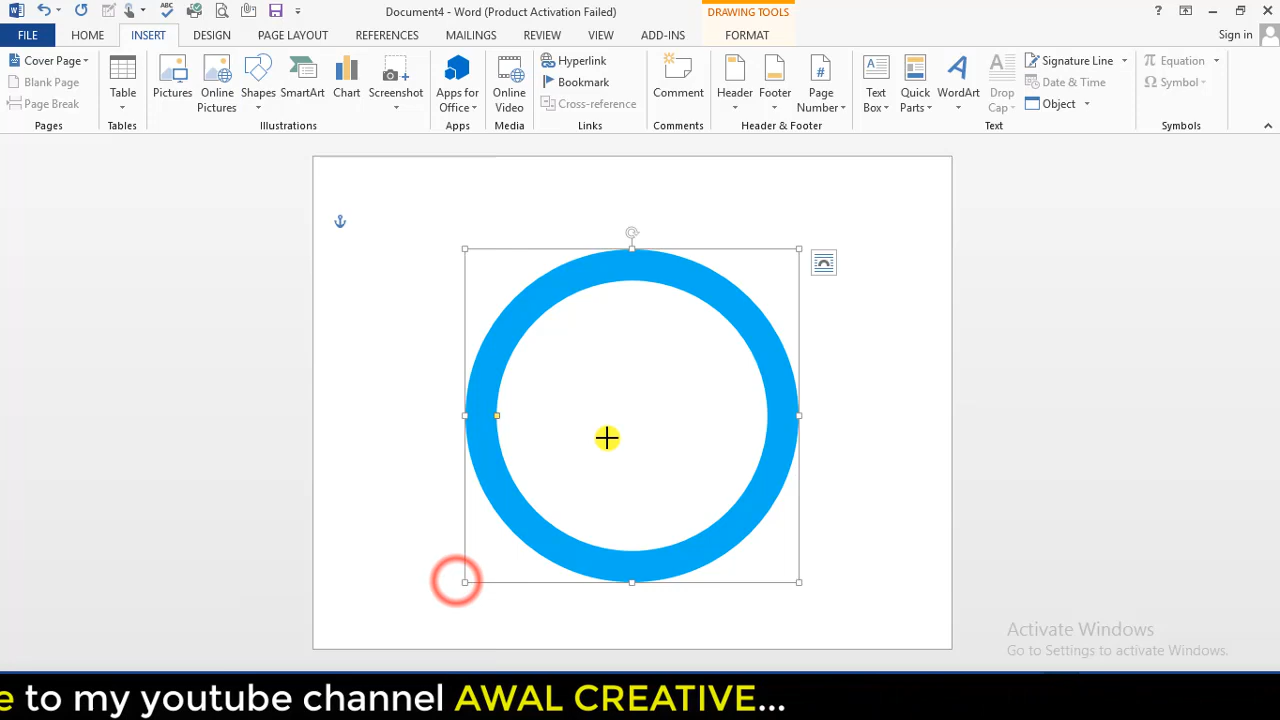 Document4 - Word (Product Activation Failed)
DRAWING TOOLS
FILE
HOME
INSERT
DESIGN
PAGE LAYOUT
REFERENCES
MAILINGS
REVIEW
VIEW
ADD-INS
FORMAT
Sign in
Cover Page
Blank Page
Page Break
Pages
Table
Tables
Pictures
Online Pictures
Shapes
SmartArt
Chart
Screenshot
Illustrations
Apps for Office
Apps
Online Video
Media
Hyperlink
Bookmark
Cross-reference
Links
Comment
Comments
Header
Footer
Page Number
Header & Footer
Text Box
Quick Parts
WordArt
Drop Cap
Signature Line
Date & Time
Object
Text
Equation
Symbol
Symbols
Activate Windows
Go to Settings to activate Windows.
e to my youtube channel AWAL CREATIVE...